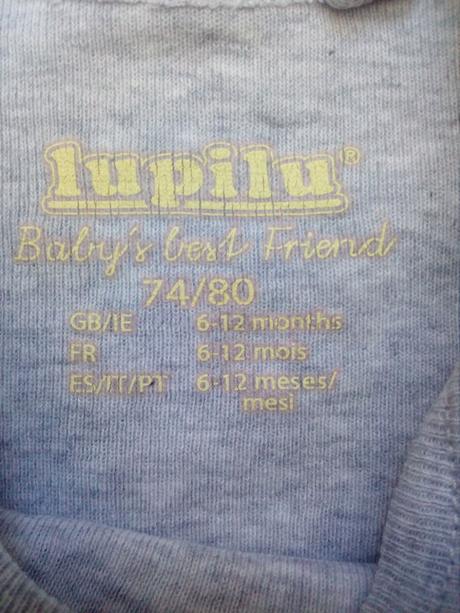 lupilu®
Baby's best Friend
74/80
GB/IE 6-12 months
FR 6-12 mois
ES/IT/PT 6-12 meses/
mesi